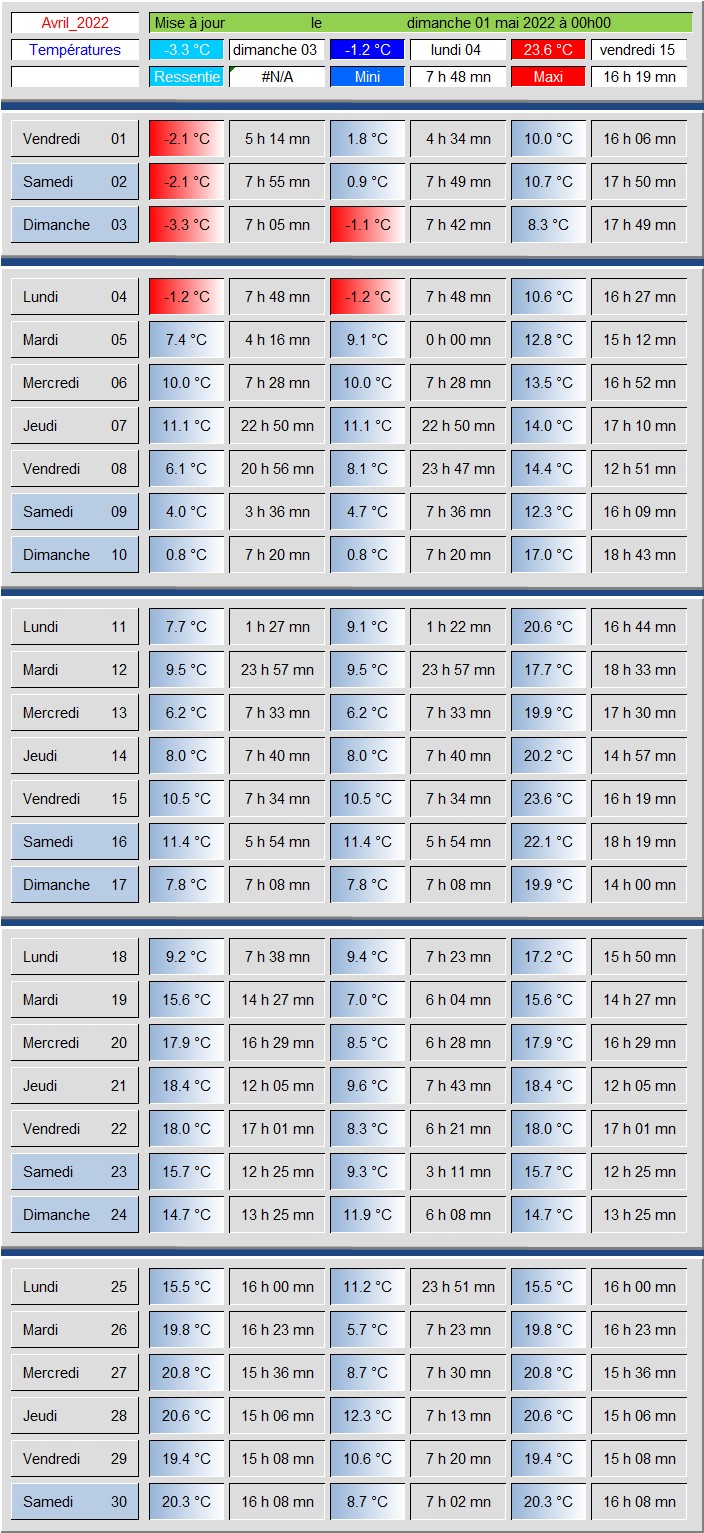 Avril_2022 Mise à jour le dimanche 01 mai 2022 à 00h00
Températures -3.3 °C dimanche 03 -1.2 °C lundi 04 23.6 °C vendredi 15
Ressentie #N/A Mini 7 h 48 mn Maxi 16 h 19 mn
Vendredi 01 -2.1 °C 5 h 14 mn 1.8 °C 4 h 34 mn 10.0 °C 16 h 06 mn
Samedi 02 -2.1 °C 7 h 55 mn 0.9 °C 7 h 49 mn 10.7 °C 17 h 50 mn
Dimanche 03 -3.3 °C 7 h 05 mn -1.1 °C 7 h 42 mn 8.3 °C 17 h 49 mn
Lundi 04 -1.2 °C 7 h 48 mn -1.2 °C 7 h 48 mn 10.6 °C 16 h 27 mn
Mardi 05 7.4 °C 4 h 16 mn 9.1 °C 0 h 00 mn 12.8 °C 15 h 12 mn
Mercredi 06 10.0 °C 7 h 28 mn 10.0 °C 7 h 28 mn 13.5 °C 16 h 52 mn
Jeudi 07 11.1 °C 22 h 50 mn 11.1 °C 22 h 50 mn 14.0 °C 17 h 10 mn
Vendredi 08 6.1 °C 20 h 56 mn 8.1 °C 23 h 47 mn 14.4 °C 12 h 51 mn
Samedi 09 4.0 °C 3 h 36 mn 4.7 °C 7 h 36 mn 12.3 °C 16 h 09 mn
Dimanche 10 0.8 °C 7 h 20 mn 0.8 °C 7 h 20 mn 17.0 °C 18 h 43 mn
Lundi 11 7.7 °C 1 h 27 mn 9.1 °C 1 h 22 mn 20.6 °C 16 h 44 mn
Mardi 12 9.5 °C 23 h 57 mn 9.5 °C 23 h 57 mn 17.7 °C 18 h 33 mn
Mercredi 13 6.2 °C 7 h 33 mn 6.2 °C 7 h 33 mn 19.9 °C 17 h 30 mn
Jeudi 14 8.0 °C 7 h 40 mn 8.0 °C 7 h 40 mn 20.2 °C 14 h 57 mn
Vendredi 15 10.5 °C 7 h 34 mn 10.5 °C 7 h 34 mn 23.6 °C 16 h 19 mn
Samedi 16 11.4 °C 5 h 54 mn 11.4 °C 5 h 54 mn 22.1 °C 18 h 19 mn
Dimanche 17 7.8 °C 7 h 08 mn 7.8 °C 7 h 08 mn 19.9 °C 14 h 00 mn
Lundi 18 9.2 °C 7 h 38 mn 9.4 °C 7 h 23 mn 17.2 °C 15 h 50 mn
Mardi 19 15.6 °C 14 h 27 mn 7.0 °C 6 h 04 mn 15.6 °C 14 h 27 mn
Mercredi 20 17.9 °C 16 h 29 mn 8.5 °C 6 h 28 mn 17.9 °C 16 h 29 mn
Jeudi 21 18.4 °C 12 h 05 mn 9.6 °C 7 h 43 mn 18.4 °C 12 h 05 mn
Vendredi 22 18.0 °C 17 h 01 mn 8.3 °C 6 h 21 mn 18.0 °C 17 h 01 mn
Samedi 23 15.7 °C 12 h 25 mn 9.3 °C 3 h 11 mn 15.7 °C 12 h 25 mn
Dimanche 24 14.7 °C 13 h 25 mn 11.9 °C 6 h 08 mn 14.7 °C 13 h 25 mn
Lundi 25 15.5 °C 16 h 00 mn 11.2 °C 23 h 51 mn 15.5 °C 16 h 00 mn
Mardi 26 19.8 °C 16 h 23 mn 5.7 °C 7 h 23 mn 19.8 °C 16 h 23 mn
Mercredi 27 20.8 °C 15 h 36 mn 8.7 °C 7 h 30 mn 20.8 °C 15 h 36 mn
Jeudi 28 20.6 °C 15 h 06 mn 12.3 °C 7 h 13 mn 20.6 °C 15 h 06 mn
Vendredi 29 19.4 °C 15 h 08 mn 10.6 °C 7 h 20 mn 19.4 °C 15 h 08 mn
Samedi 30 20.3 °C 16 h 08 mn 8.7 °C 7 h 02 mn 20.3 °C 16 h 08 mn